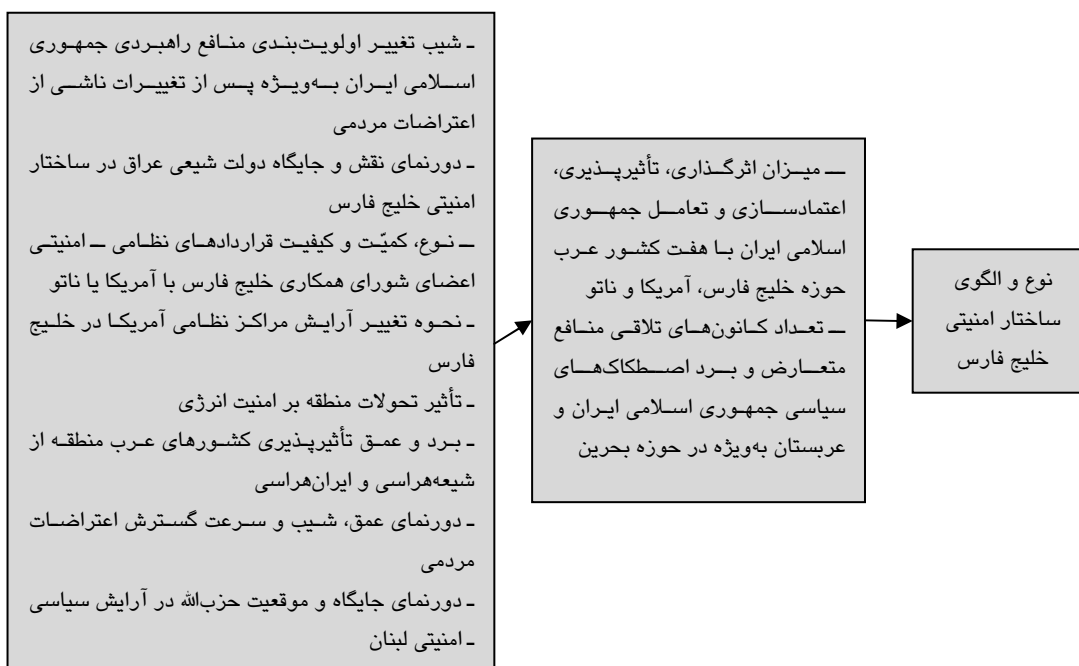 ـ شیب تغییر اولویت‌بندی منافع راهبردی جمهوری
اسلامی ایران به‌ویژه پس از تغییرات ناشی از
اعتراضات مردمی
ـ دورنمای نقش و جایگاه دولت شیعی عراق در ساختار
امنیتی خلیج فارس
ـ نوع، کمیّت و کیفیت قراردادهای نظامی ـ امنیتی
اعضای شورای همکاری خلیج فارس با آمریکا یا ناتو
ـ نحوه تغییر آرایش مراکز نظامی آمریکا در خلیج
فارس
ـ تأثیر تحولات منطقه بر امنیت انرژی
ـ برد و عمق تأثیرپذیری کشورهای عرب منطقه از
شیعه‌هراسی و ایران‌هراسی
ـ دورنمای عمق، شیب و سرعت گسترش اعتراضات
مردمی
ـ دورنمای جایگاه و موقعیت حزب‌الله در آرایش سیاسی
ـ امنیتی لبنان
ـ میزان اثرگذاری، تأثیرپذیری،
اعتمادسازی و تعامل جمهوری
اسلامی ایران با هفت کشور عرب
حوزه خلیج فارس، آمریکا و ناتو
ـ تعداد کانون‌های تلاقی منافع
متعارض و برد اصطکاک‌های
سیاسی جمهوری اسلامی ایران و
عربستان به‌ویژه در حوزه بحرین
نوع و الگوی
ساختار امنیتی
خلیج فارس